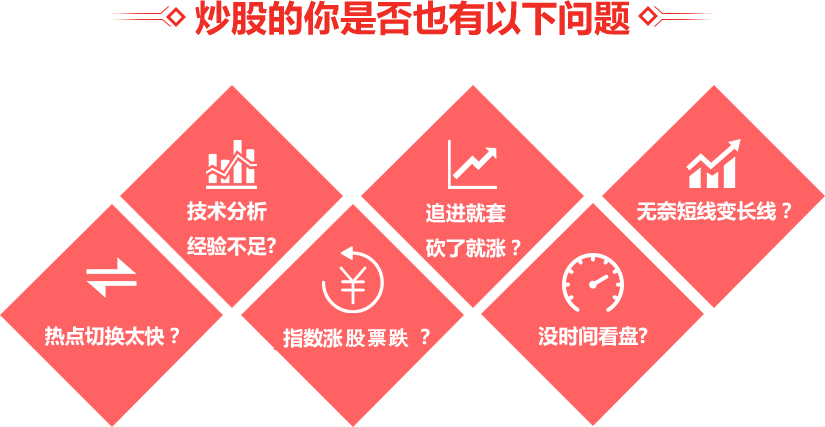 炒股的你是否也有以下问题
技术分析
经验不足?
追进就套
砍了就涨？
无奈短线变长线？
热点切换太快？
指数涨股票跌？
没时间看盘?